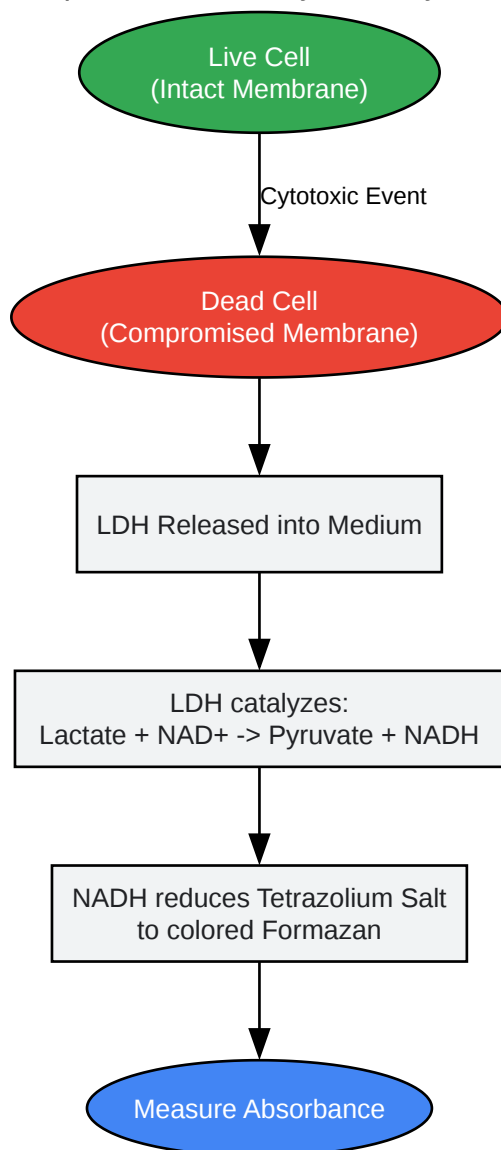 Live Cell
(Intact Membrane)
Cytotoxic Event
Dead Cell
(Compromised Membrane)
LDH Released into Medium
LDH catalyzes:
Lactate + NAD+ -> Pyruvate + NADH
NADH reduces Tetrazolium Salt
to colored Formazan
Measure Absorbance